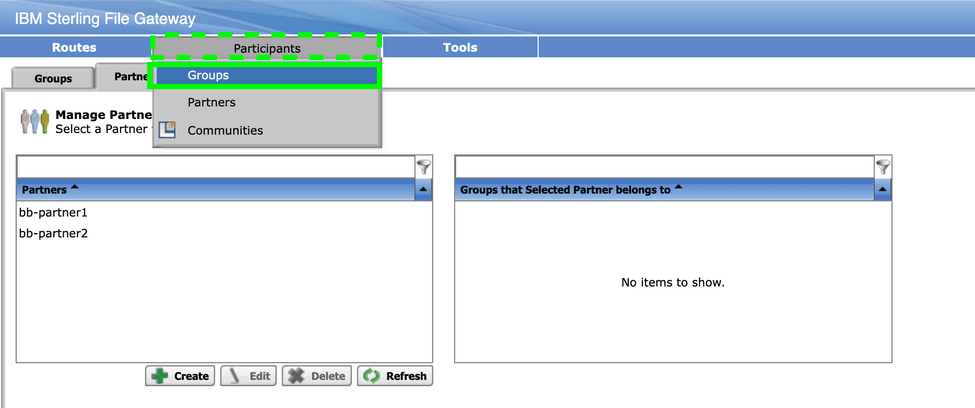 IBM Sterling File Gateway
Routes Participants Tools
Groups Partne
Groups
Partners
Communities
Manage Partne
Select a Partner
Partners Groups that Selected Partner belongs to
bb-partner1
bb-partner2
No items to show.
Create Edit Delete Refresh